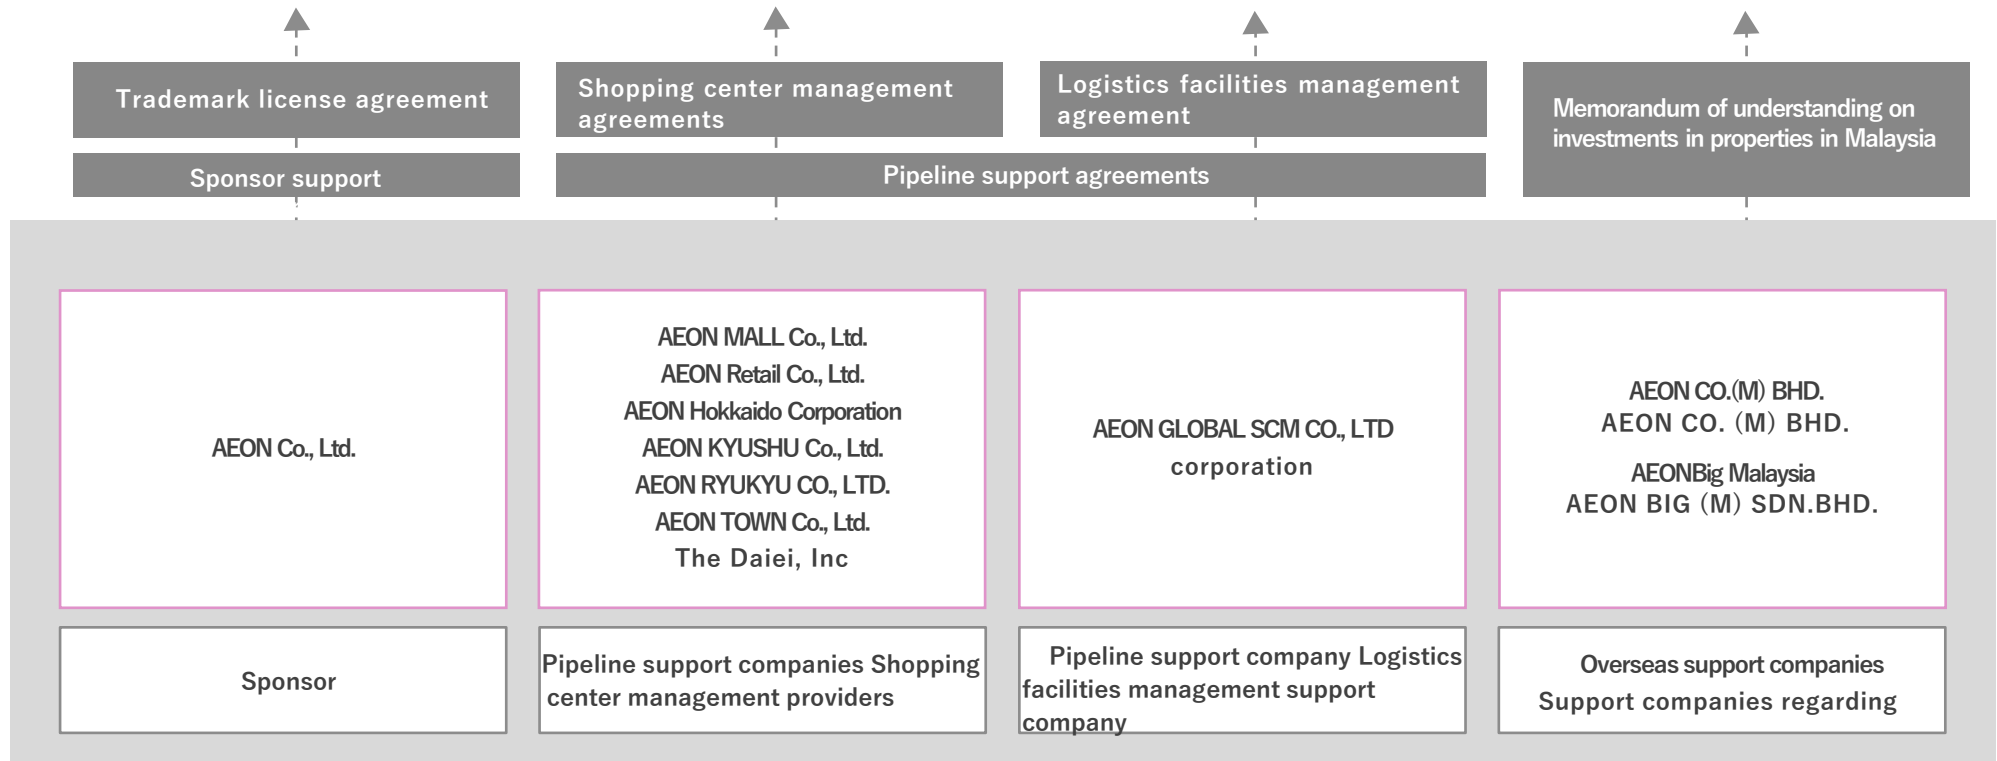 Trademark license agreement
Shopping center management
agreements
Logistics facilities management
agreement
Memorandum of understanding on
investments in properties in Malaysia
Sponsor support
Pipeline support agreements
AEON Co., Ltd.
AEON MALL Co., Ltd.
AEON Retail Co., Ltd.
AEON Hokkaido Corporation
AEON KYUSHU Co., Ltd.
AEON RYUKYU CO., LTD.
AEON TOWN Co., Ltd.
The Daiei, Inc
AEON GLOBAL SCM CO., LTD
corporation
AEON CO.(M) BHD.
AEON CO. (M) BHD.
AEONBig Malaysia
AEON BIG (M) SDN.BHD.
Sponsor
Pipeline support companies Shopping
center management providers
Pipeline support company Logistics
facilities management support
company
Overseas support companies
Support companies regarding